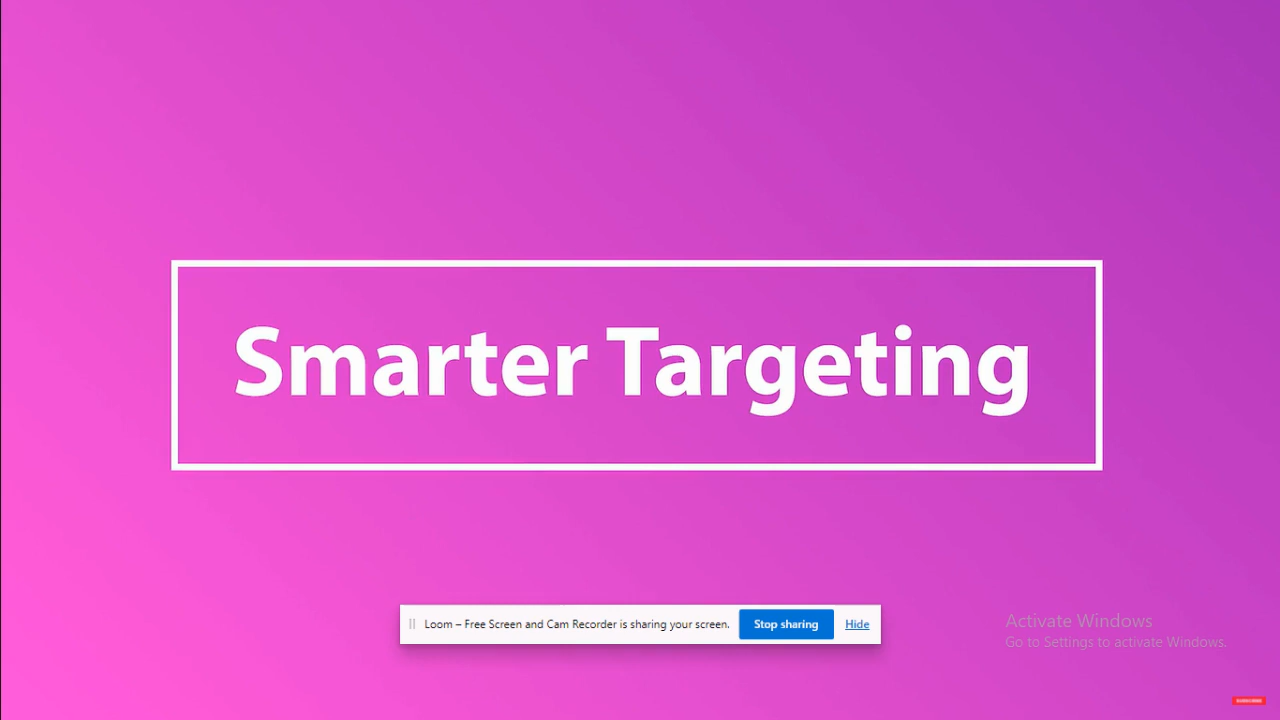 Smarter Targeting
Loom – Free Screen and Cam Recorder is sharing your screen. Stop sharing Hide
Activate Windows
Go to Settings to activate Windows.